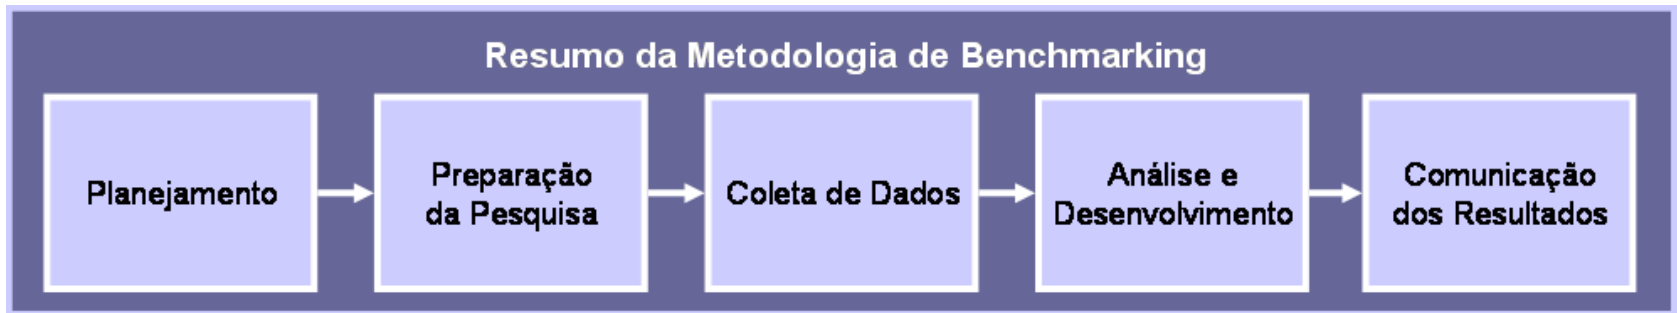 Resumo da Metodologia de Benchmarking
Planejamento
Preparação
da Pesquisa
Coleta de Dados
Análise e
Desenvolvimento
Comunicação
dos Resultados